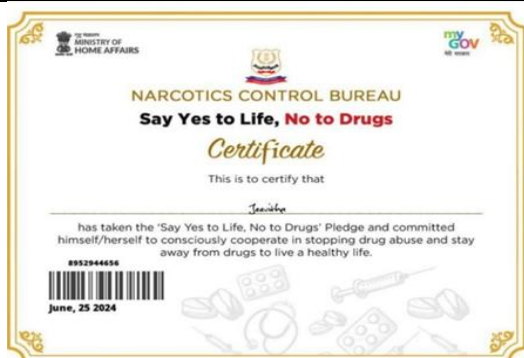 MINISTRY OF
HOME AFFAIRS
my
GOV
मेरी सरकार
NARCOTICS CONTROL BUREAU
Say Yes to Life, No to Drugs
Certificate
This is to certify that
has taken the 'Say Yes to Life, No to Drugs' Pledge and committed
himself/herself to consciously cooperate in stopping drug abuse and stay
away from drugs to live a healthy life.
8952944656
June, 25 2024